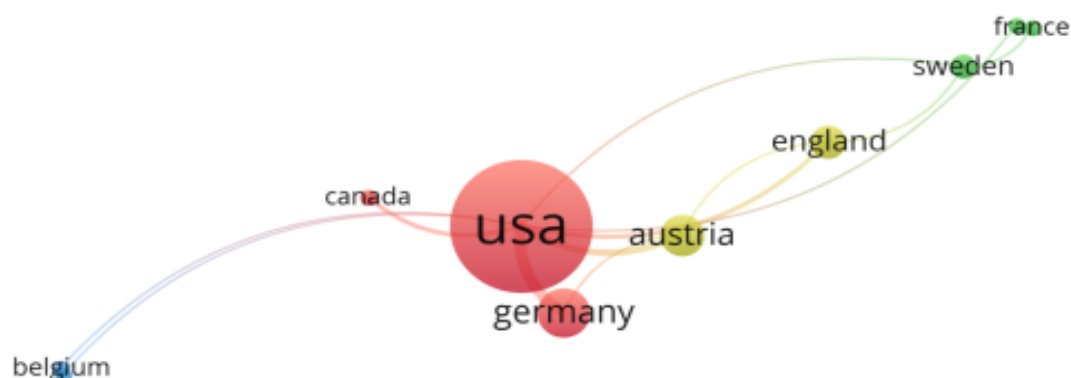 france
sweden
england
canada
usa
austria
germany
belgium